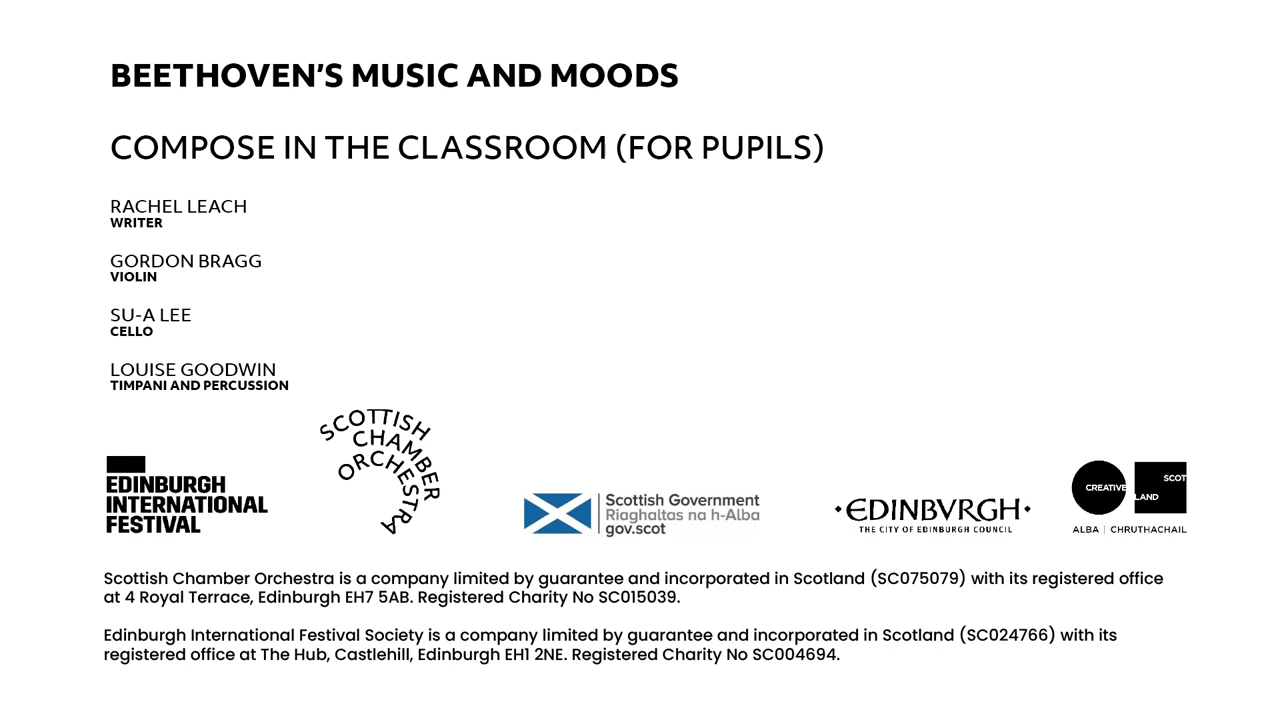 BEETHOVEN’S MUSIC AND MOODS
COMPOSE IN THE CLASSROOM (FOR PUPILS)
RACHEL LEACH
WRITER
GORDON BRAGG
VIOLIN
SU-A LEE
CELLO
LOUISE GOODWIN
TIMPANI AND PERCUSSION
EDINBURGH
INTERNATIONAL
FESTIVAL
SCOTTISH
CHAMBER
ORCHESTRA
Scottish Government
Riaghaltas na h-Alba
gov.scot
EDINBVRGH
THE CITY OF EDINBURGH COUNCIL
CREATIVE SCOT
LAND
ALBA | CHRUTHACHAIL
Scottish Chamber Orchestra is a company limited by guarantee and incorporated in Scotland (SC075079) with its registered office
at 4 Royal Terrace, Edinburgh EH7 5AB. Registered Charity No SC015039.
Edinburgh International Festival Society is a company limited by guarantee and incorporated in Scotland (SC024766) with its
registered office at The Hub, Castlehill, Edinburgh EH1 2NE. Registered Charity No SC004694.